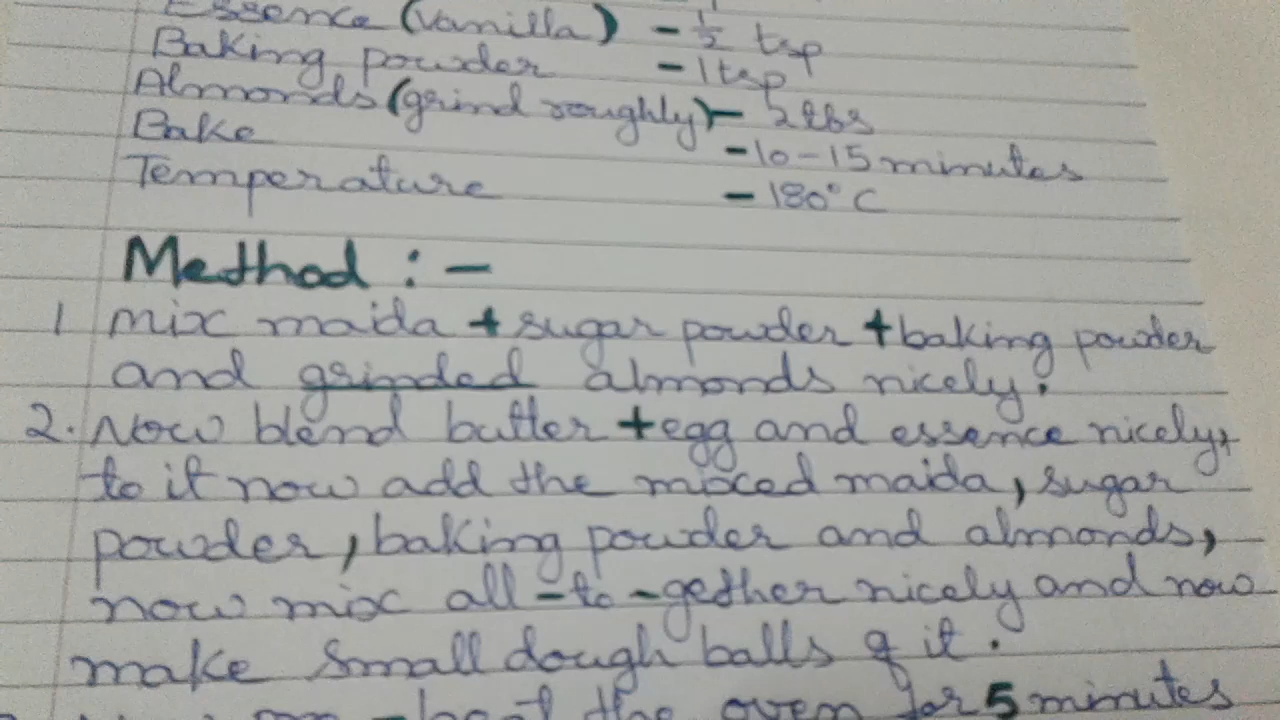 Essence (Vanilla) - 1/2 tsp
Baking powder - 1 tsp
Almonds (grind roughly) -
Bake - 10-15 minutes
Temperature - 180°C
Method : -
1 mix maida + sugar powder + baking powder
and grinded almonds nicely.
2. Now blend butter + egg and essence nicely,
to it now add the mixed maida, sugar
powder, baking powder and almonds,
now mix all-to-gether nicely and now
make small dough balls of it.
the oven for 5 minutes